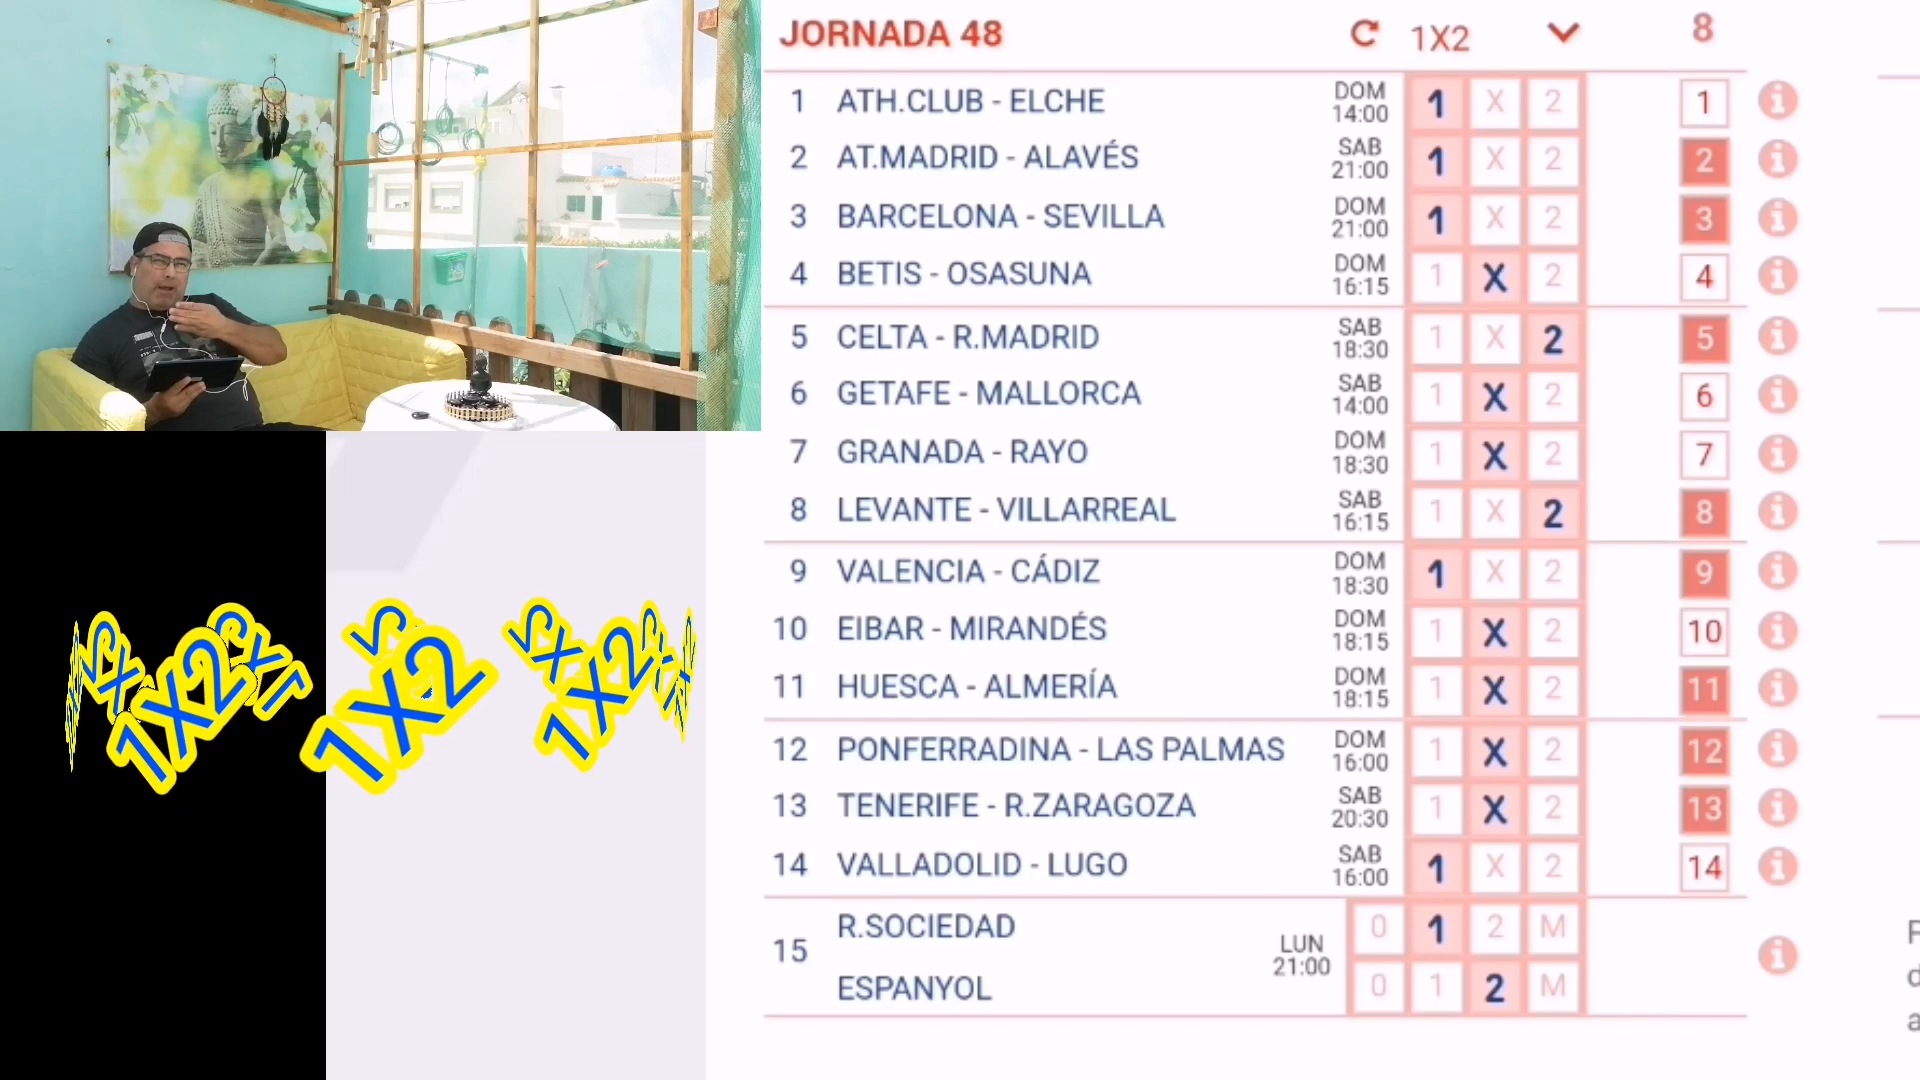 JORNADA 48 1X2 8
1 ATH.CLUB - ELCHE DOM 14:00 1 X 2 1
2 AT.MADRID - ALAVÉS SAB 21:00 1 X 2 2
3 BARCELONA - SEVILLA DOM 21:00 1 X 2 3
4 BETIS - OSASUNA DOM 16:15 1 X 2 4
5 CELTA - R.MADRID SAB 18:30 1 X 2 5
6 GETAFE - MALLORCA SAB 14:00 1 X 2 6
7 GRANADA - RAYO DOM 18:30 1 X 2 7
8 LEVANTE - VILLARREAL SAB 16:15 1 X 2 8
9 VALENCIA - CÁDIZ DOM 18:30 1 X 2 9
10 EIBAR - MIRANDÉS DOM 18:15 1 X 2 10
11 HUESCA - ALMERÍA DOM 18:15 1 X 2 11
12 PONFERRADINA - LAS PALMAS DOM 16:00 1 X 2 12
13 TENERIFE - R.ZARAGOZA SAB 20:30 1 X 2 13
14 VALLADOLID - LUGO SAB 16:00 1 X 2 14
15 R.SOCIEDAD LUN 21:00 0 1 2 M
ESPANYOL 0 1 2 M
1X2
1X2
1X2